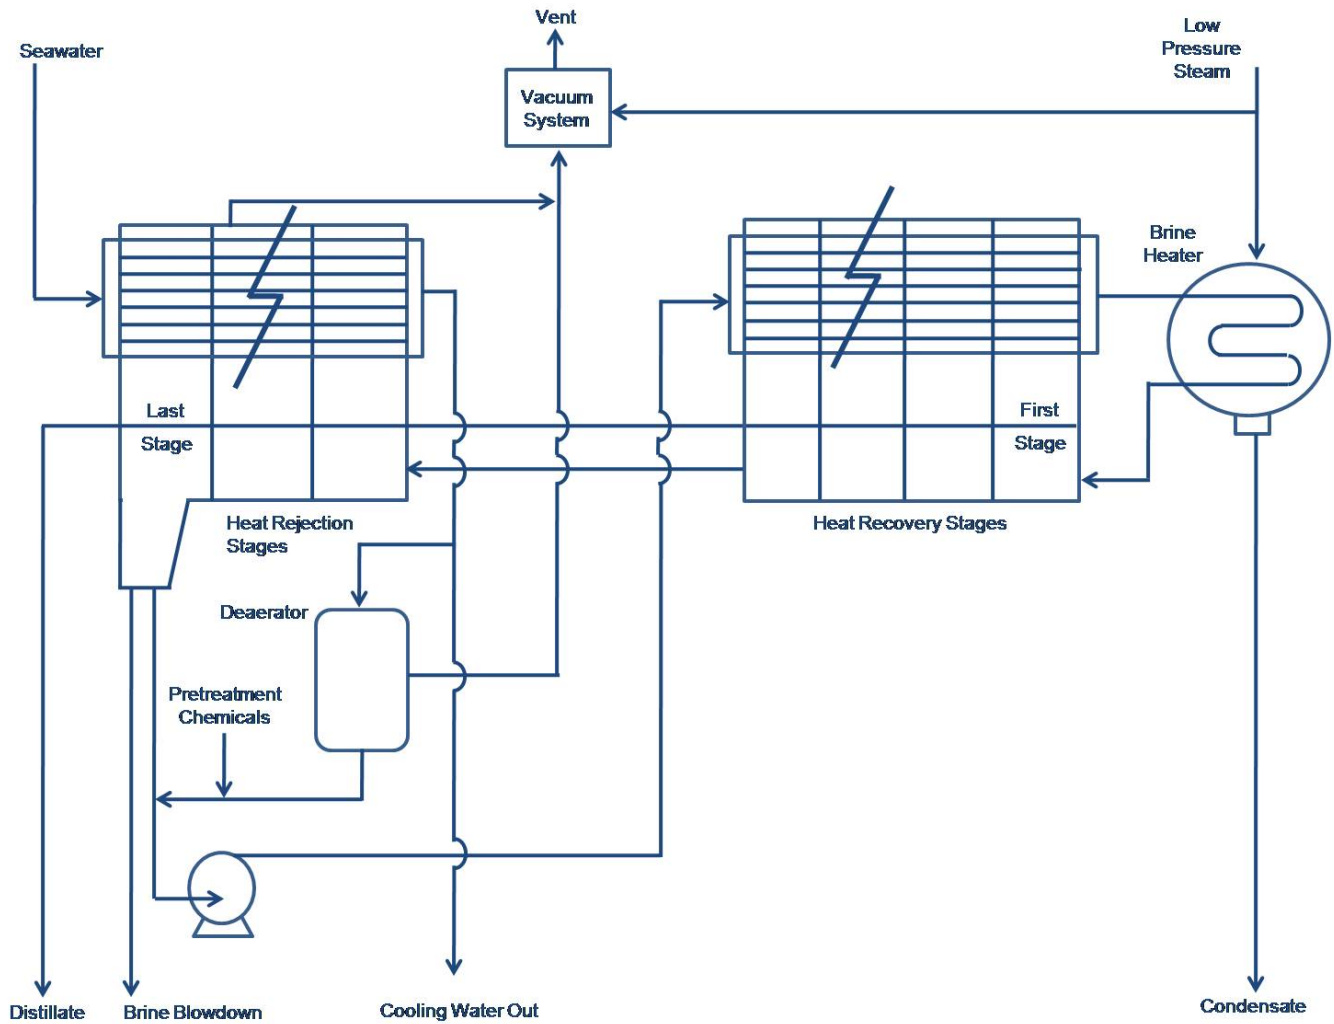 Vent
Low
Pressure
Steam
Seawater
Vacuum
System
Brine
Heater
Last
Stage
First
Stage
Heat Rejection
Stages
Heat Recovery Stages
Deaerator
Pretreatment
Chemicals
Distillate
Brine Blowdown
Cooling Water Out
Condensate